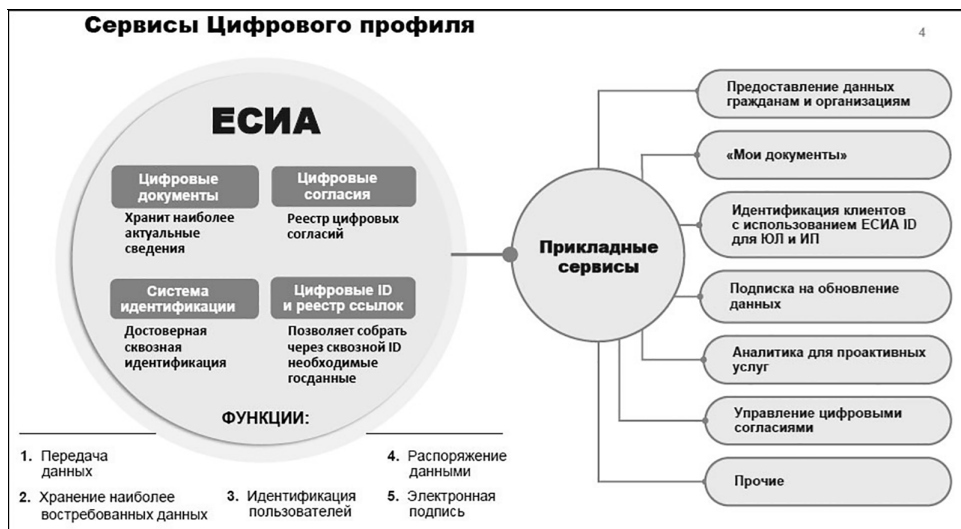 Сервисы Цифрового профиля
4
ЕСИА
Цифровые
документы
Хранит наиболее
актуальные
сведения
Цифровые
согласия
Реестр цифровых
согласий
Система
идентификации
Достоверная
сквозная
идентификация
Цифровые ID
и реестр ссылок
Позволяет собрать
через сквозной ID
необходимые
госданные
ФУНКЦИИ:
1. Передача
данных
2. Хранение наиболее
востребованных данных
3. Идентификация
пользователей
4. Распоряжение
данными
5. Электронная
подпись
Прикладные
сервисы
Предоставление данных
гражданам и организациям
«Мои документы»
Идентификация клиентов
с использованием ЕСИА ID
для ЮЛ и ИП
Подписка на обновление
данных
Аналитика для проактивных
услуг
Управление цифровыми
согласиями
Прочие